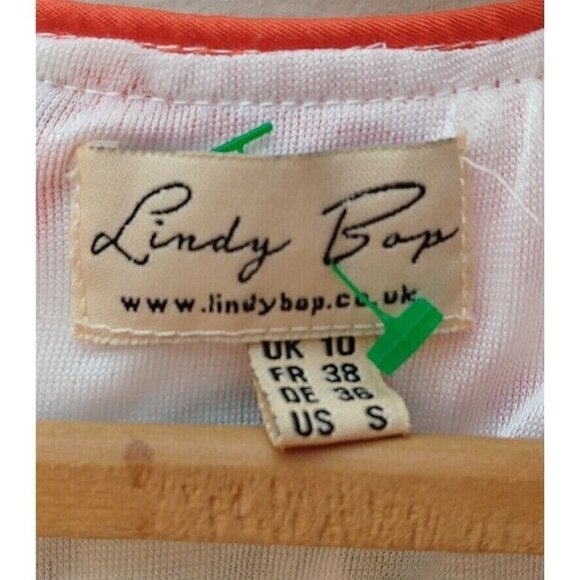 Lindy Bop
www.lindybop.co.uk
UK 10
FR 38
DE 36
US S